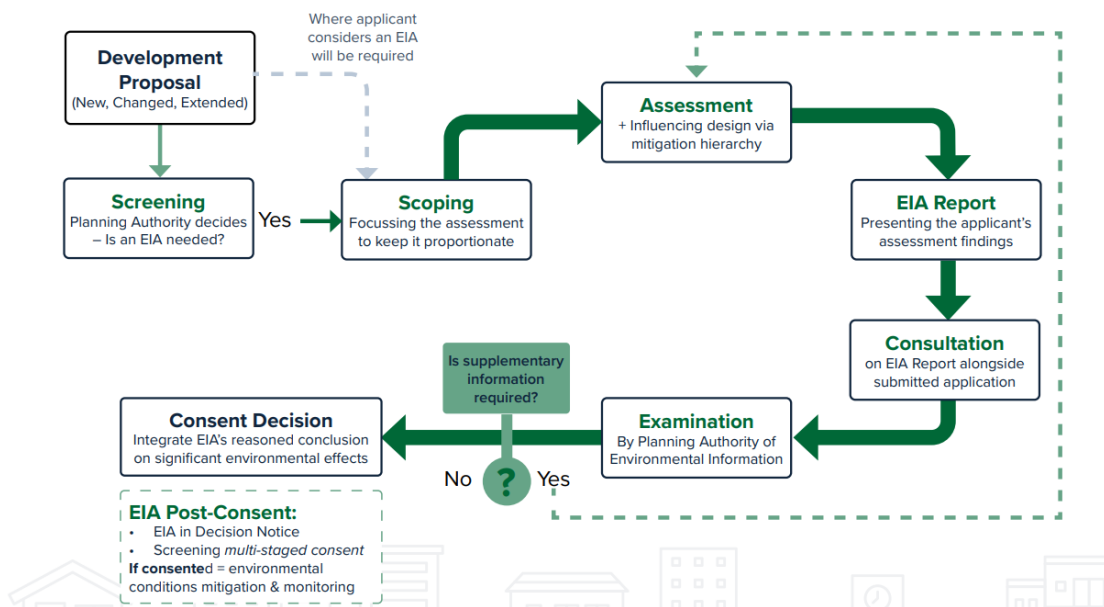 Where applicant
considers an EIA
will be required
Development
Proposal
(New, Changed, Extended)
Screening
Planning Authority decides
– Is an EIA needed?
Yes
Scoping
Focussing the assessment
to keep it proportionate
Assessment
+ Influencing design via
mitigation hierarchy
EIA Report
Presenting the applicant’s
assessment findings
Consultation
on EIA Report alongside
submitted application
Examination
By Planning Authority of
Environmental Information
Is supplementary
information
required?
No
?
Yes
Consent Decision
Integrate EIA’s reasoned conclusion
on significant environmental effects
EIA Post-Consent:
• EIA in Decision Notice
• Screening multi-staged consent
If consented = environmental
conditions mitigation & monitoring